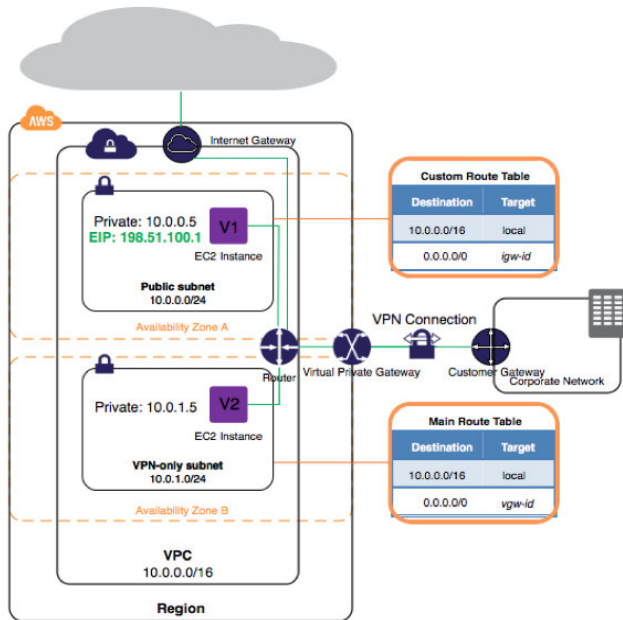 AWS
Internet Gateway
Private: 10.0.0.5
EIP: 198.51.100.1
V1
EC2 Instance
Public subnet
10.0.0.0/24
Availability Zone A
Custom Route Table
Destination Target
10.0.0.0/16 local
0.0.0.0/0 igw-id
VPN Connection
Router
Virtual Private Gateway
Customer Gateway
Corporate Network
Private: 10.0.1.5
V2
EC2 Instance
VPN-only subnet
10.0.1.0/24
Availability Zone B
Main Route Table
Destination Target
10.0.0.0/16 local
0.0.0.0/0 vgw-id
VPC
10.0.0.0/16
Region